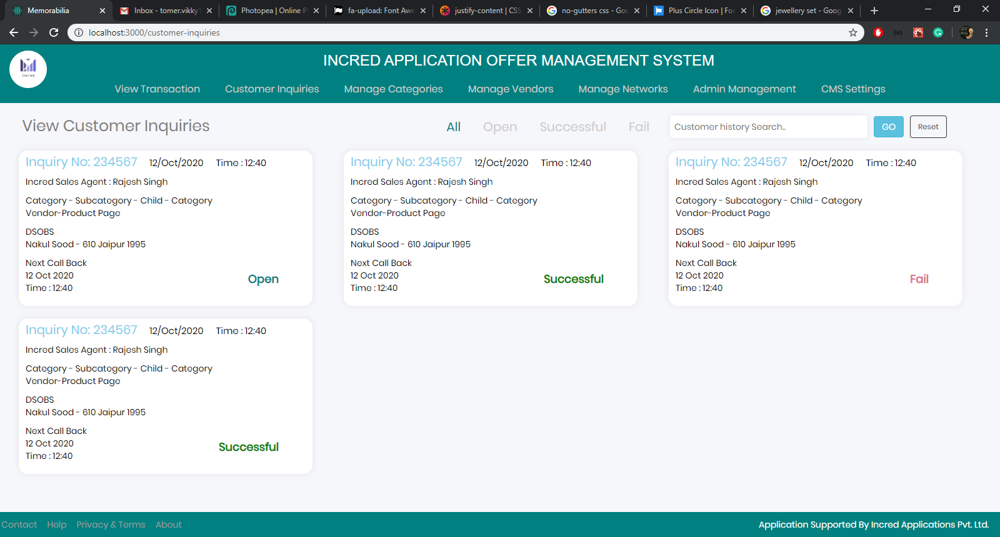 Memorabilia
Inbox - tomer.vikky1
Photopea | Online P
fa-upload: Font Awe
justify-content | CSS
no-gutters css - Goo
Plus Circle Icon | For
jewellery set - Goog
localhost:3000/customer-inquiries
Incred
INCRED APPLICATION OFFER MANAGEMENT SYSTEM
View Transaction Customer Inquiries Manage Categories Manage Vendors Manage Networks Admin Management CMS Settings
View Customer Inquiries
All Open Successful Fail
Customer history Search..
GO
Reset
Inquiry No: 234567 12/Oct/2020 Time : 12:40
Incred Sales Agent : Rajesh Singh
Category - Subcategory - Child - Category
Vendor-Product Page
DSOBS
Nakul Sood - 610 Jaipur 1995
Next Call Back
12 Oct 2020
Time : 12:40
Open
Inquiry No: 234567 12/Oct/2020 Time : 12:40
Incred Sales Agent : Rajesh Singh
Category - Subcategory - Child - Category
Vendor-Product Page
DSOBS
Nakul Sood - 610 Jaipur 1995
Next Call Back
12 Oct 2020
Time : 12:40
Successful
Inquiry No: 234567 12/Oct/2020 Time : 12:40
Incred Sales Agent : Rajesh Singh
Category - Subcategory - Child - Category
Vendor-Product Page
DSOBS
Nakul Sood - 610 Jaipur 1995
Next Call Back
12 Oct 2020
Time : 12:40
Fail
Inquiry No: 234567 12/Oct/2020 Time : 12:40
Incred Sales Agent : Rajesh Singh
Category - Subcategory - Child - Category
Vendor-Product Page
DSOBS
Nakul Sood - 610 Jaipur 1995
Next Call Back
12 Oct 2020
Time : 12:40
Successful
Contact Help Privacy & Terms About
Application Supported By Incred Applications Pvt. Ltd.